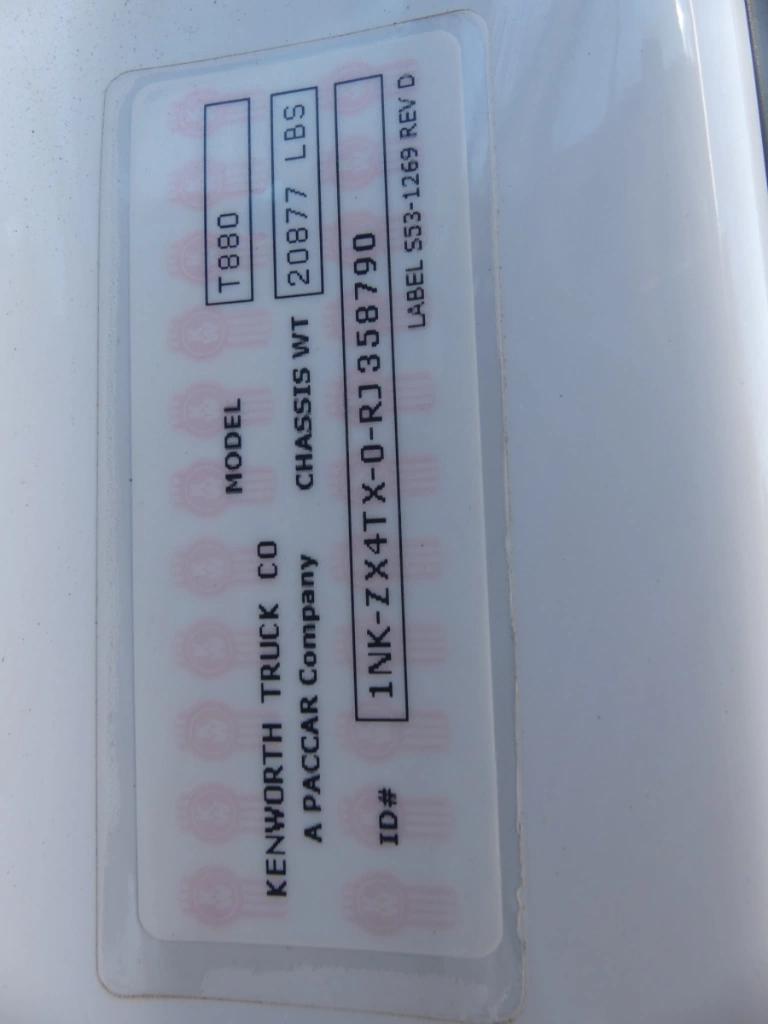 MODEL T880
KENWORTH TRUCK CO
A PACCAR Company CHASSIS WT 20877 LBS
ID# 1NK-ZX4TX-0-RJ358790
LABEL S53-1269 REV D